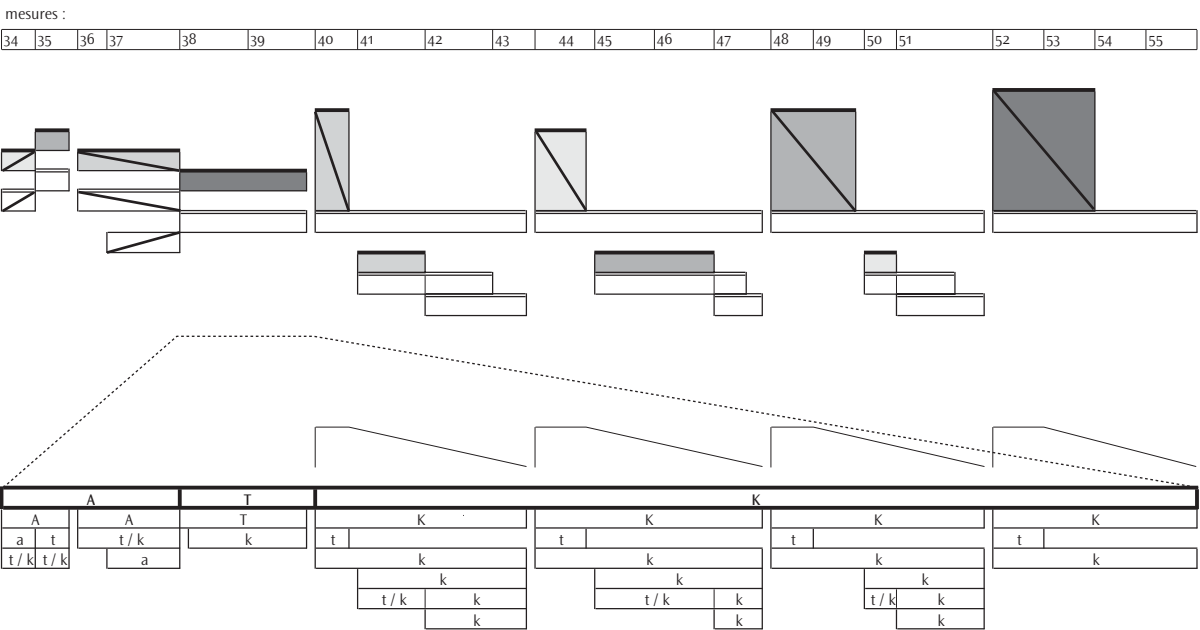 mesures :
34 35 36 37 38 39 40 41 42 43 44 45 46 47 48 49 50 51 52 53 54 55
A T K
A A T K K K K
a t t / k k t t t t
t / k t / k a k k k k
k k k
t / k k t / k k t / k k
k k k